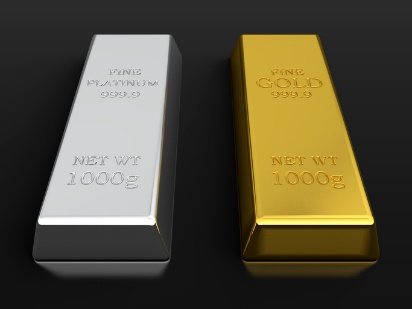 FINE
PLATINUM
999.9
NET WT
1000g
FINE
GOLD
999.9
NET WT
1000g